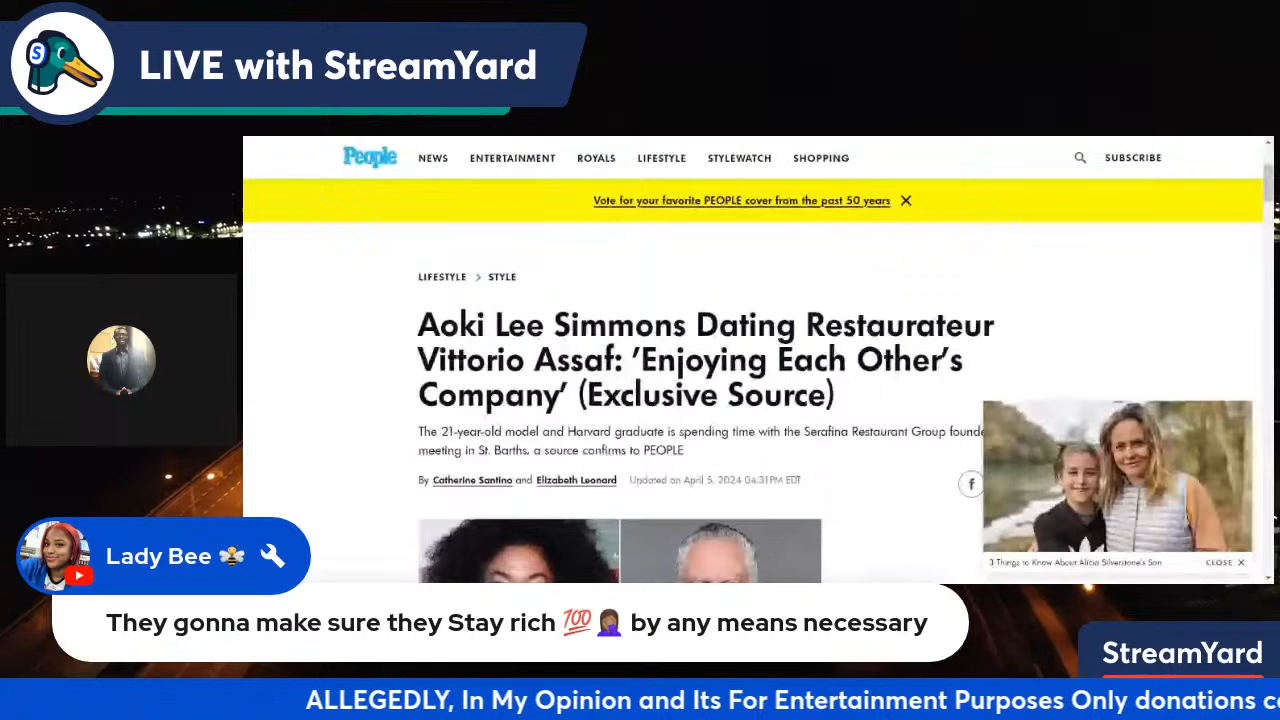 S
LIVE with StreamYard
People NEWS ENTERTAINMENT ROYALS LIFESTYLE STYLEWATCH SHOPPING SUBSCRIBE
Vote for your favorite PEOPLE cover from the past 50 years
LIFESTYLE > STYLE
Aoki Lee Simmons Dating Restaurateur
Vittorio Assaf: 'Enjoying Each Other's
Company' (Exclusive Source)
The 21-year-old model and Harvard graduate is spending time with the Serafina Restaurant Group founde
meeting in St. Barths, a source confirms to PEOPLE
By Catherine Santino and Elizabeth Leonard Updated on April 5, 2024 04:31PM EDT
f
3 Things to Know About Alicia Silverstone's Son CLOSE X
Lady Bee 🐝
They gonna make sure they Stay rich 💯🤦🏾‍♀️ by any means necessary
StreamYard
ALLEGEDLY, In My Opinion and Its For Entertainment Purposes Only donations c